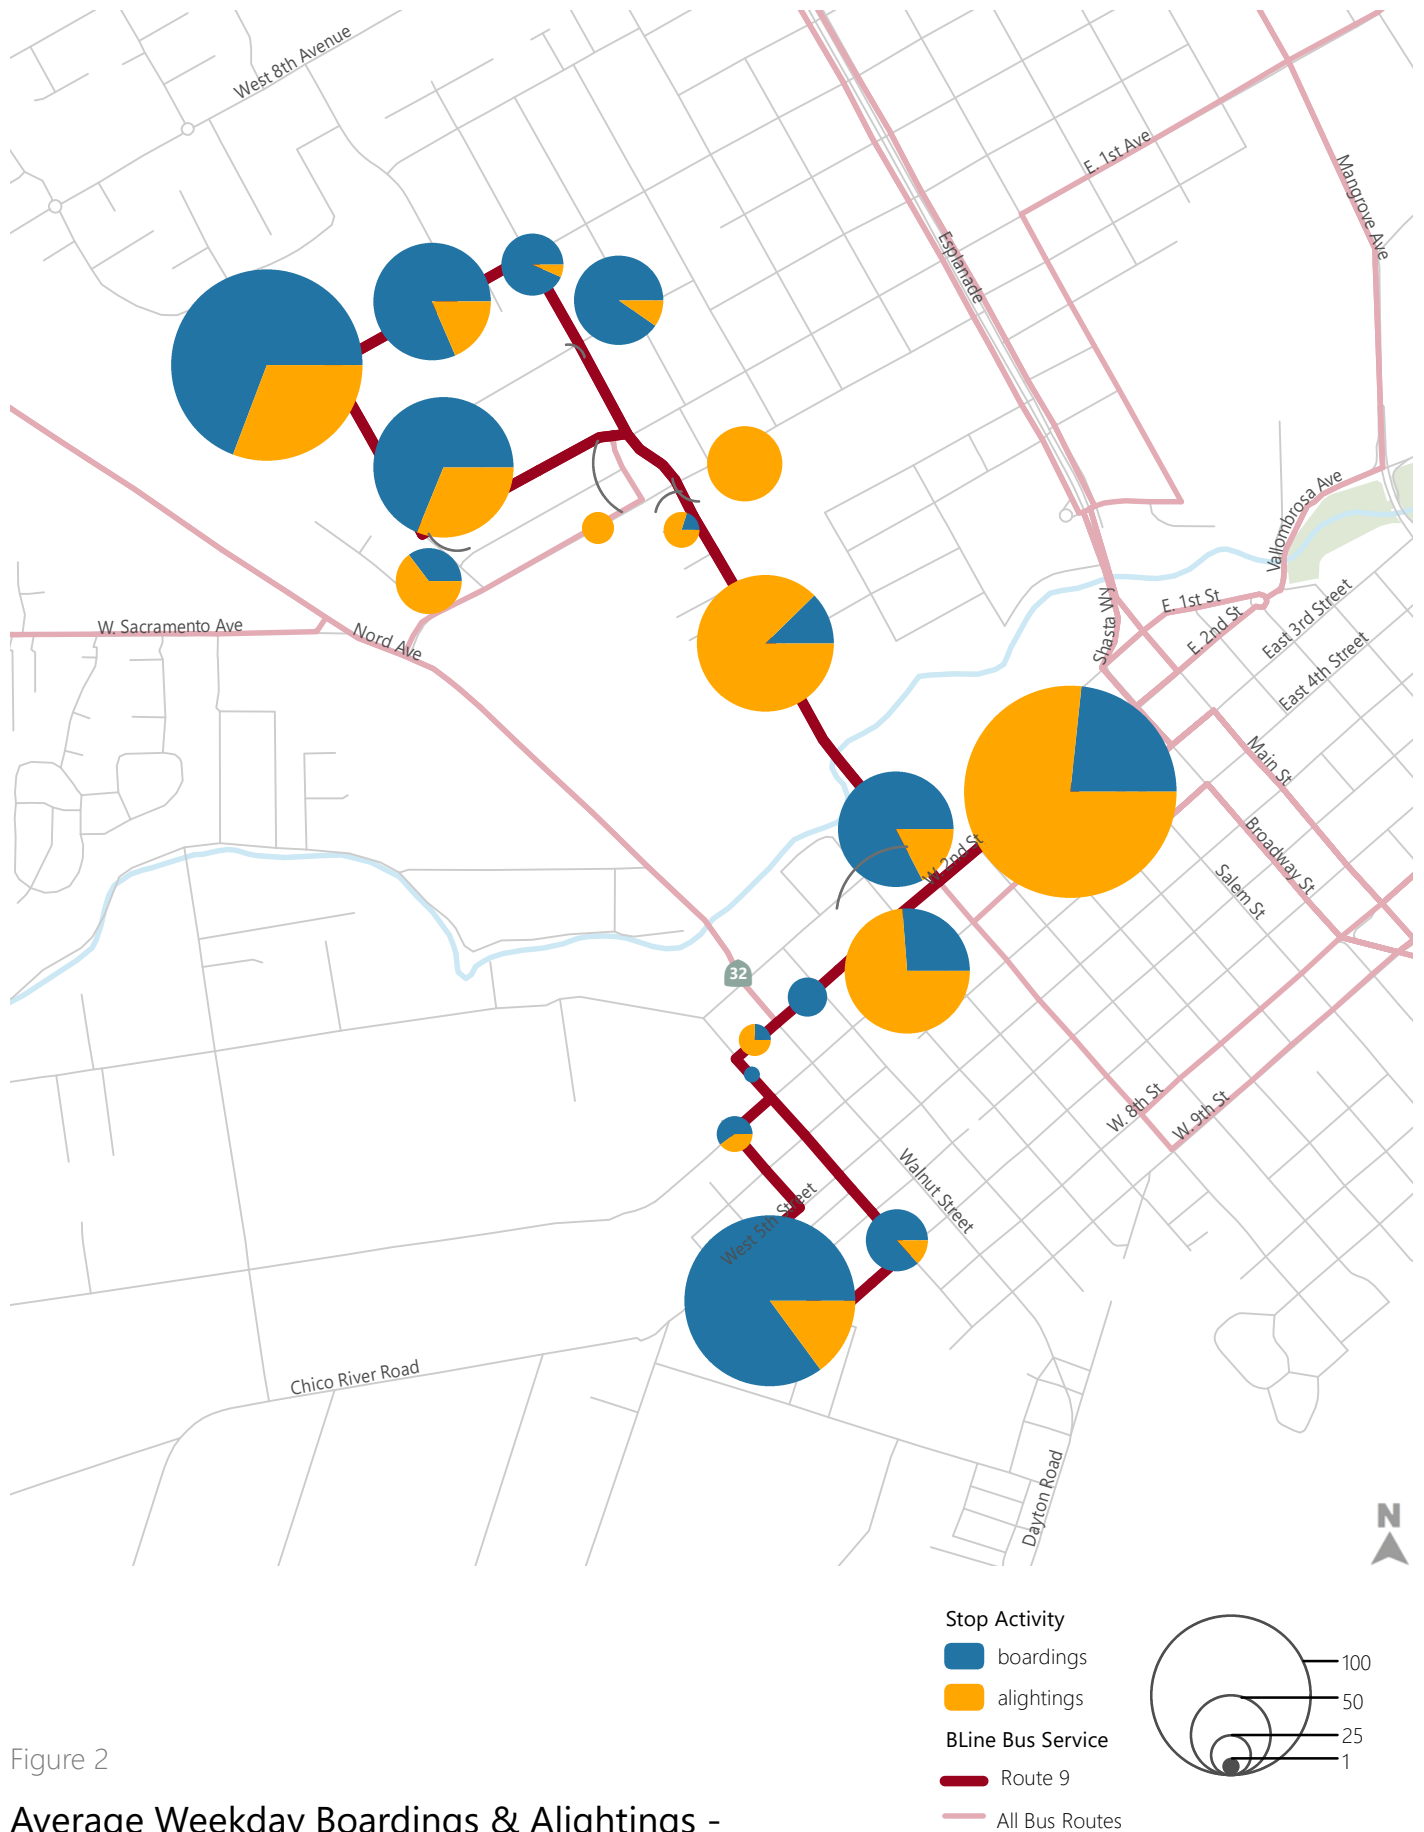 West 8th Avenue
E. 1st Ave
Mangrove Ave
Esplanade
Vallombrosa Ave
W. Sacramento Ave
Nord Ave
Shasta Wy
E. 1st St
E. 2nd St
East 3rd Street
East 4th Street
Main St
Broadway St
Salem St
W. 2nd St
32
W. 8th St
W. 9th St
Walnut Street
West 5th Street
Chico River Road
Dayton Road
N
Stop Activity
boardings
alightings
BLine Bus Service
Route 9
All Bus Routes
100
50
25
1
Figure 2
Average Weekday Boardings & Alightings -